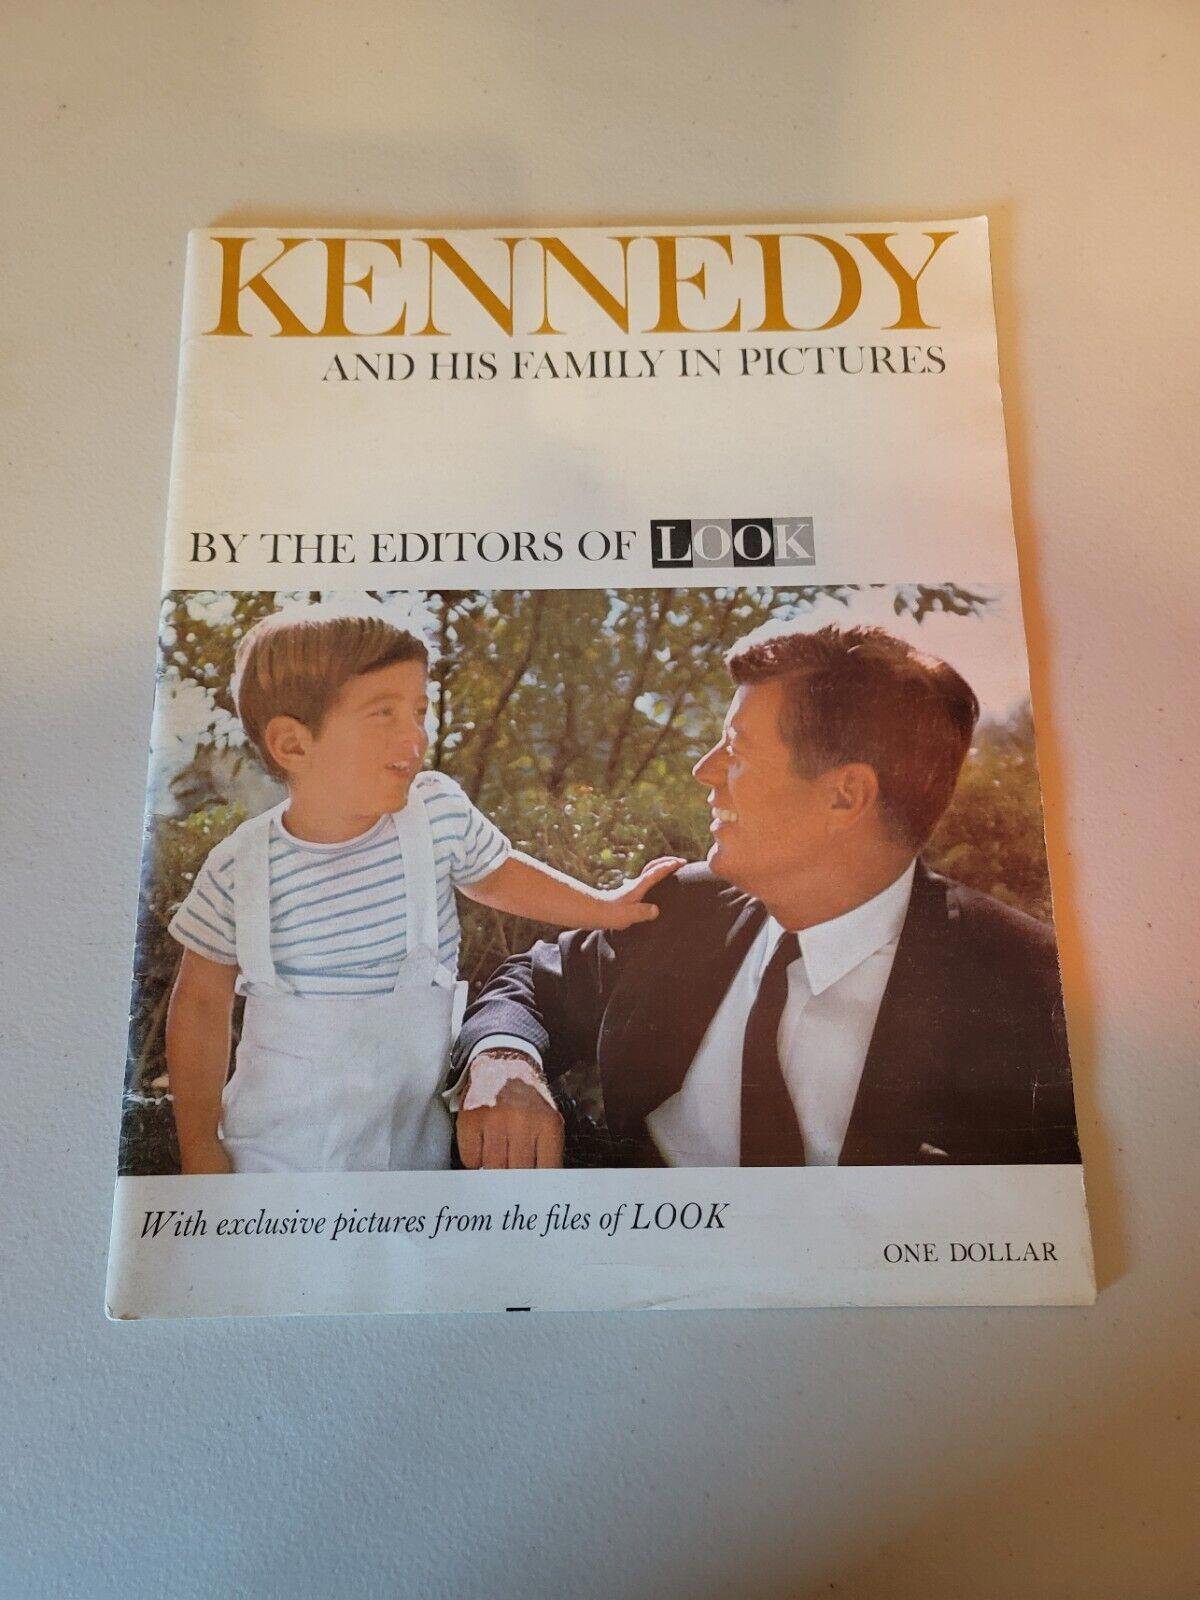 KENNEDY
AND HIS FAMILY IN PICTURES
BY THE EDITORS OF LOOK
With exclusive pictures from the files of LOOK
ONE DOLLAR